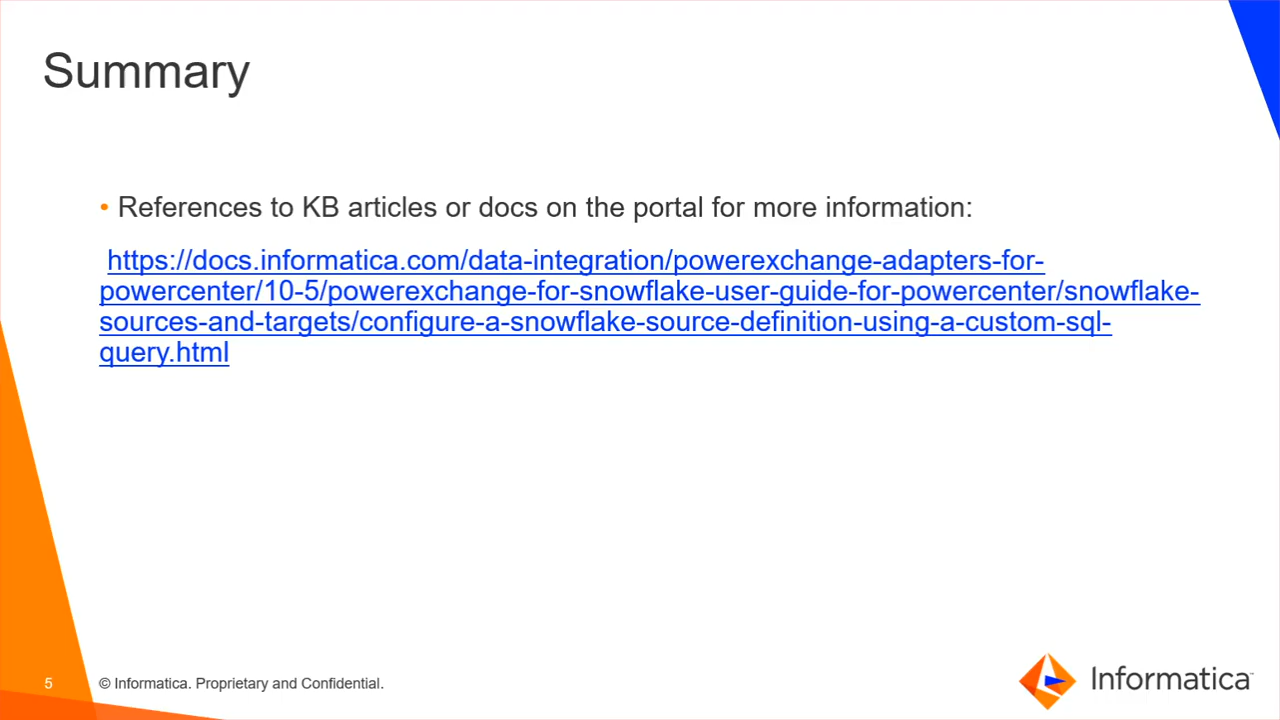 Summary
• References to KB articles or docs on the portal for more information:
https://docs.informatica.com/data-integration/powerexchange-adapters-for-
powercenter/10-5/powerexchange-for-snowflake-user-guide-for-powercenter/snowflake-
sources-and-targets/configure-a-snowflake-source-definition-using-a-custom-sql-
query.html
5
© Informatica. Proprietary and Confidential.
Informatica™